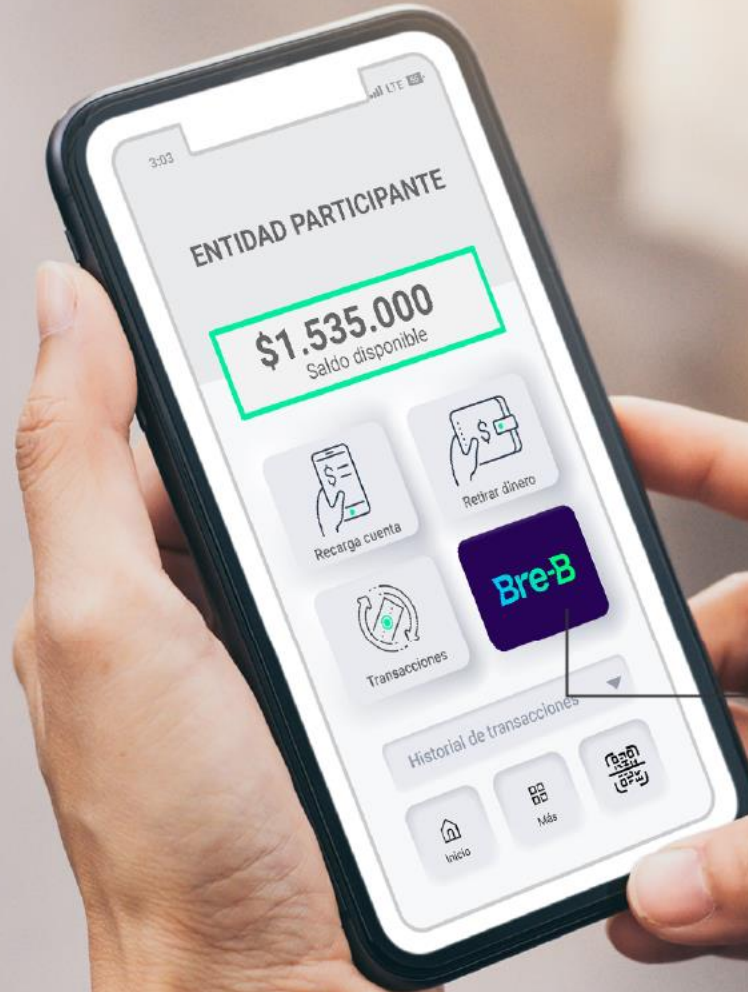 3:03
LTE
ENTIDAD PARTICIPANTE
$1.535.000
Saldo disponible
Recarga cuenta
Retirar dinero
Transacciones
Bre-B
Historial de transacciones
Inicio
Más